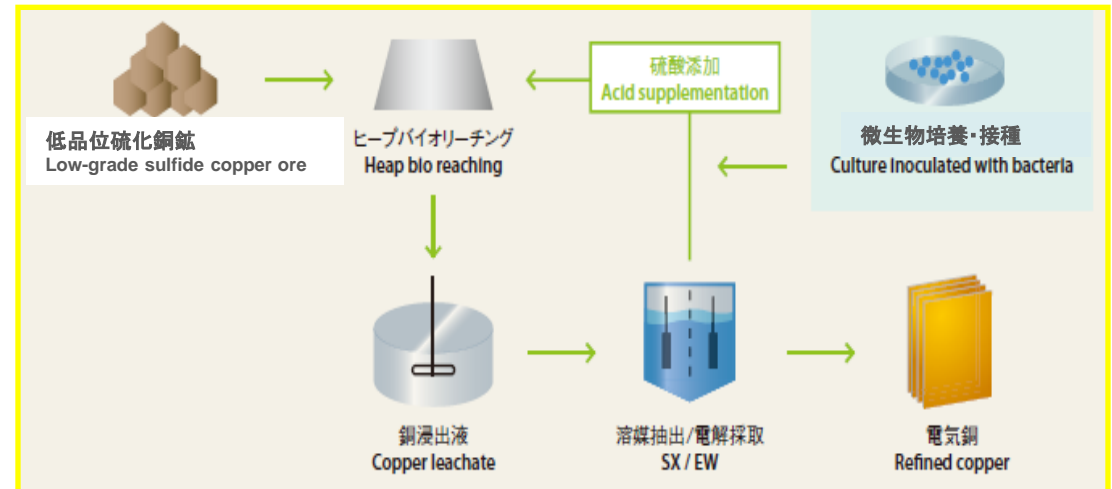 硫酸添加
Acid supplementation
低品位硫化銅鉱
Low-grade sulfide copper ore
ヒープバイオリーチング
Heap bio reaching
微生物培養・接種
Culture inoculated with bacteria
銅浸出液
Copper leachate
溶媒抽出/電解採取
SX / EW
電気銅
Refined copper